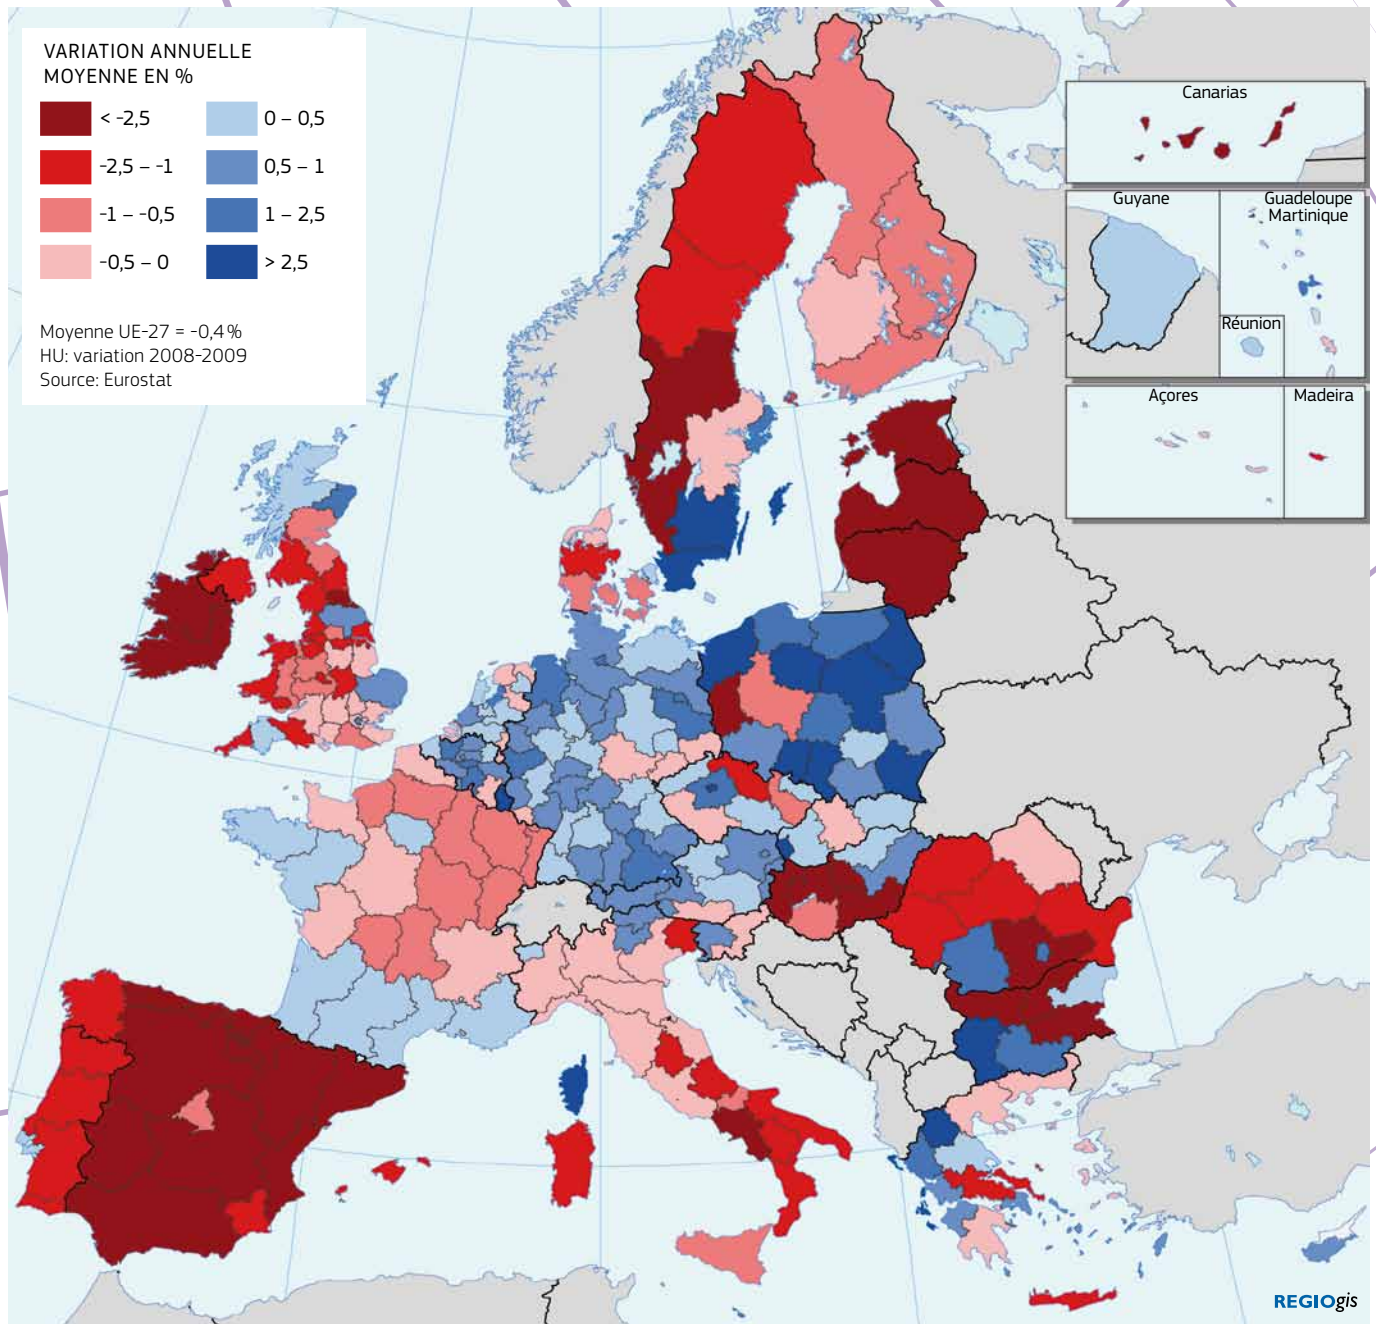 VARIATION ANNUELLE
MOYENNE EN %
< -2,5
0 – 0,5
-2,5 – -1
0,5 – 1
-1 – -0,5
1 – 2,5
-0,5 – 0
> 2,5
Moyenne UE-27 = -0,4 %
HU: variation 2008-2009
Source: Eurostat
Canarias
Guyane
Guadeloupe
Martinique
Réunion
Açores
Madeira
REGIOgis